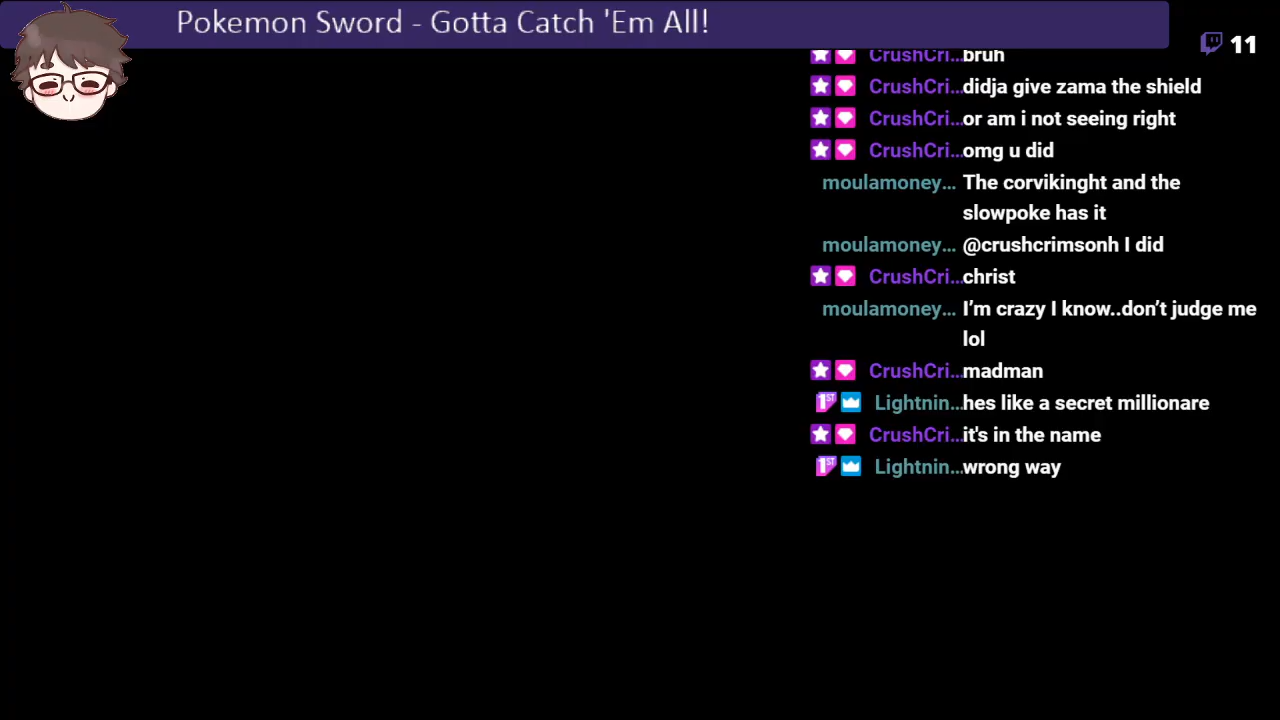 Pokemon Sword - Gotta Catch 'Em All!
11
CrushCri...bruh
CrushCri...didja give zama the shield
CrushCri...or am i not seeing right
CrushCri...omg u did
moulamoney... The corvikinght and the
slowpoke has it
moulamoney... @crushcrimsonh I did
CrushCri...christ
moulamoney... I’m crazy I know..don’t judge me
lol
CrushCri...madman
1ST Lightnin...hes like a secret millionare
CrushCri...it's in the name
1ST Lightnin...wrong way